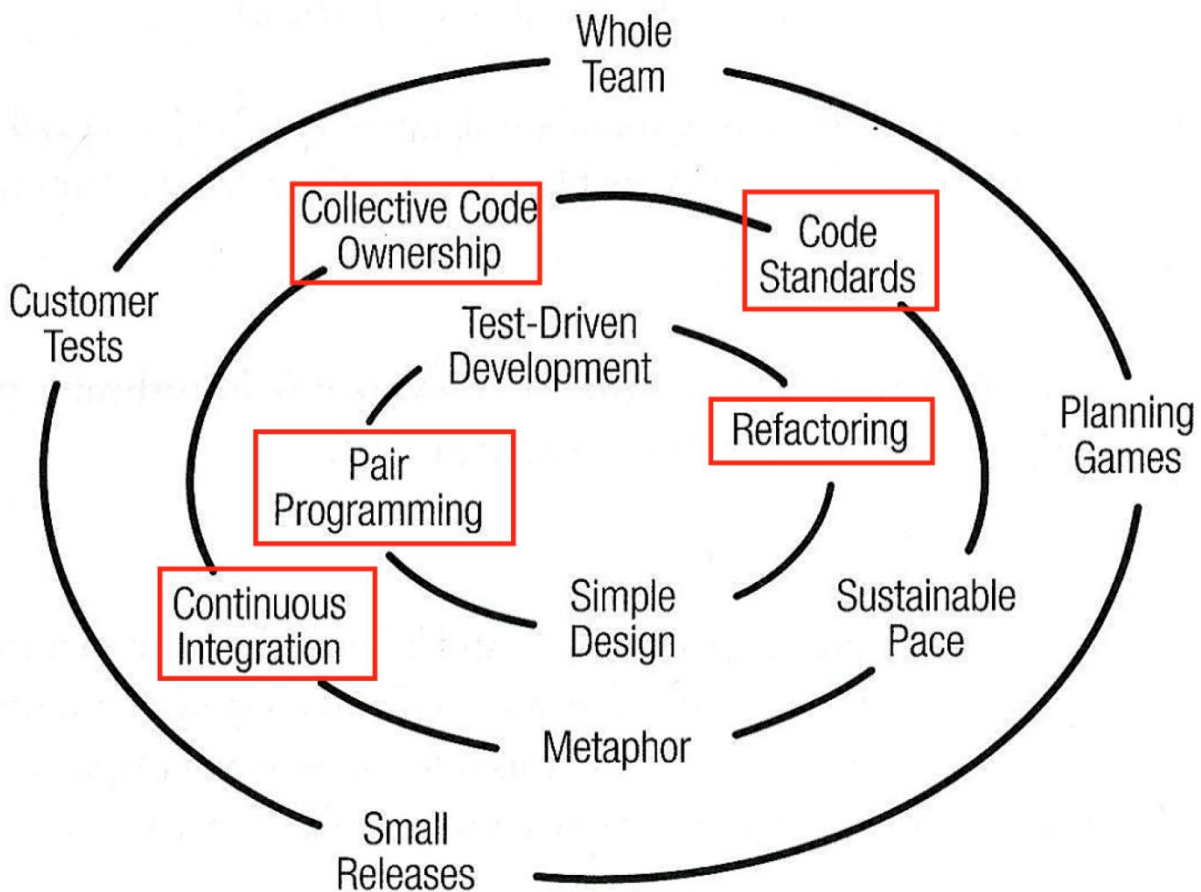 Whole
Team
Collective Code
Ownership
Code
Standards
Customer
Tests
Test-Driven
Development
Refactoring
Planning
Games
Pair
Programming
Continuous
Integration
Simple
Design
Sustainable
Pace
Metaphor
Small
Releases